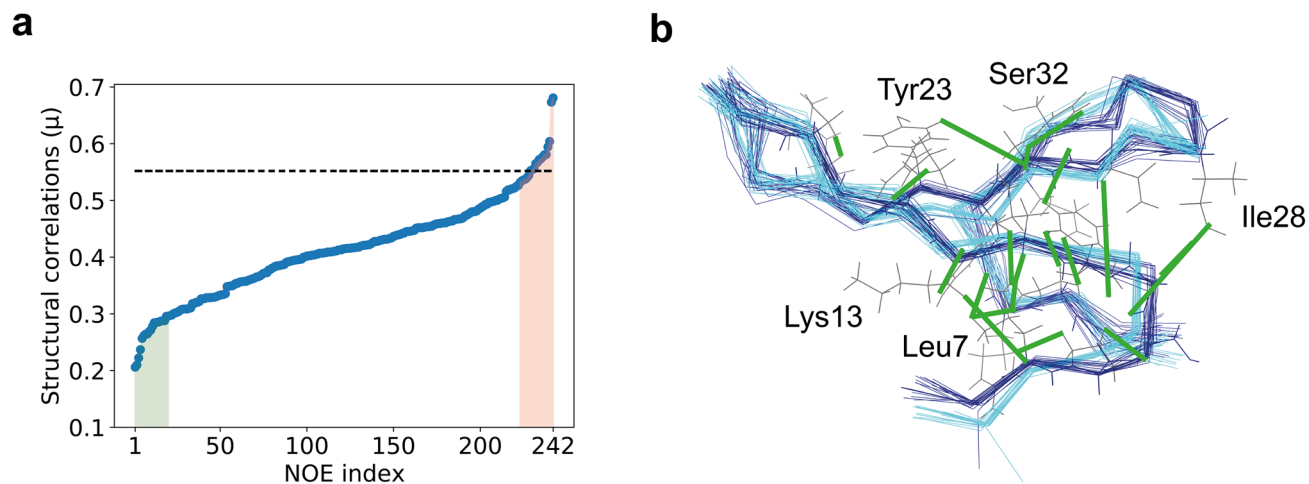 a
Structural correlations (μ)
0.7
0.6
0.5
0.4
0.3
0.2
0.1
1 50 100 150 200 242
NOE index
b
Tyr23
Ser32
Ile28
Lys13
Leu7